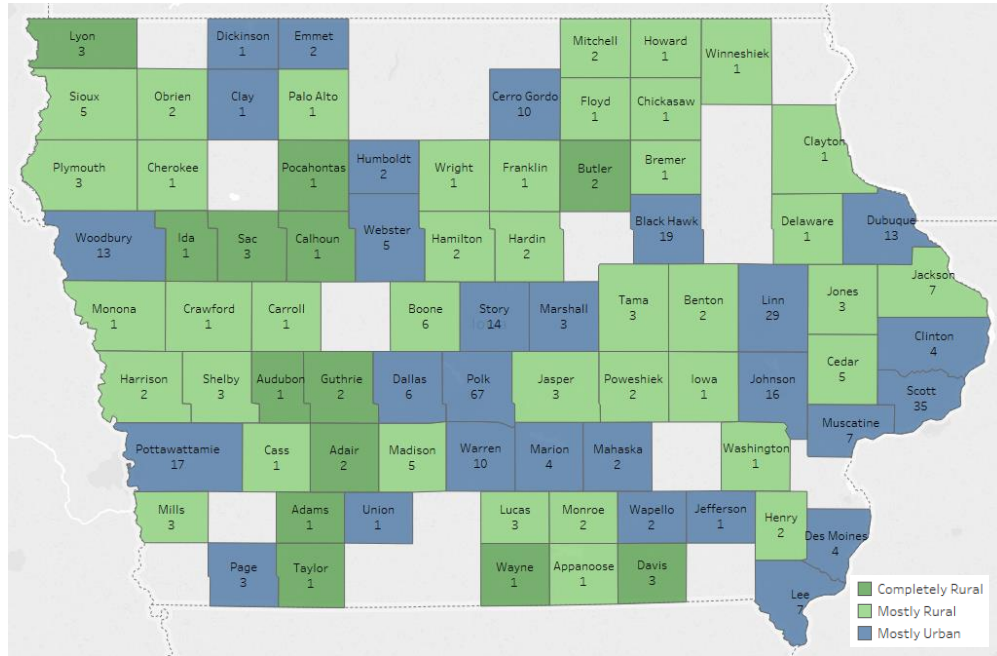 Lyon
3
Dickinson
1
Emmet
2
Mitchell
2
Howard
1
Winneshiek
1
Sioux
5
Obrien
2
Clay
1
Palo Alto
1
Cerro Gordo
10
Floyd
1
Chickasaw
1
Clayton
1
Plymouth
3
Cherokee
1
Pocahontas
1
Humboldt
2
Wright
1
Franklin
1
Butler
2
Bremer
1
Woodbury
13
Ida
1
Sac
3
Calhoun
1
Webster
5
Hamilton
2
Hardin
2
Black Hawk
19
Delaware
1
Dubuque
13
Jackson
7
Monona
1
Crawford
1
Carroll
1
Boone
6
Story
14
Marshall
3
Tama
3
Benton
2
Linn
29
Jones
3
Clinton
4
Harrison
2
Shelby
3
Audubon
1
Guthrie
2
Dallas
6
Polk
67
Jasper
3
Poweshiek
2
Iowa
1
Johnson
16
Cedar
5
Scott
35
Muscatine
7
Pottawattamie
17
Cass
1
Adair
2
Madison
5
Warren
10
Marion
4
Mahaska
2
Washington
1
Mills
3
Adams
1
Union
1
Lucas
3
Monroe
2
Wapello
2
Jefferson
1
Henry
2
Des Moines
4
Page
3
Taylor
1
Wayne
1
Appanoose
1
Davis
3
Lee
7
Completely Rural
Mostly Rural
Mostly Urban